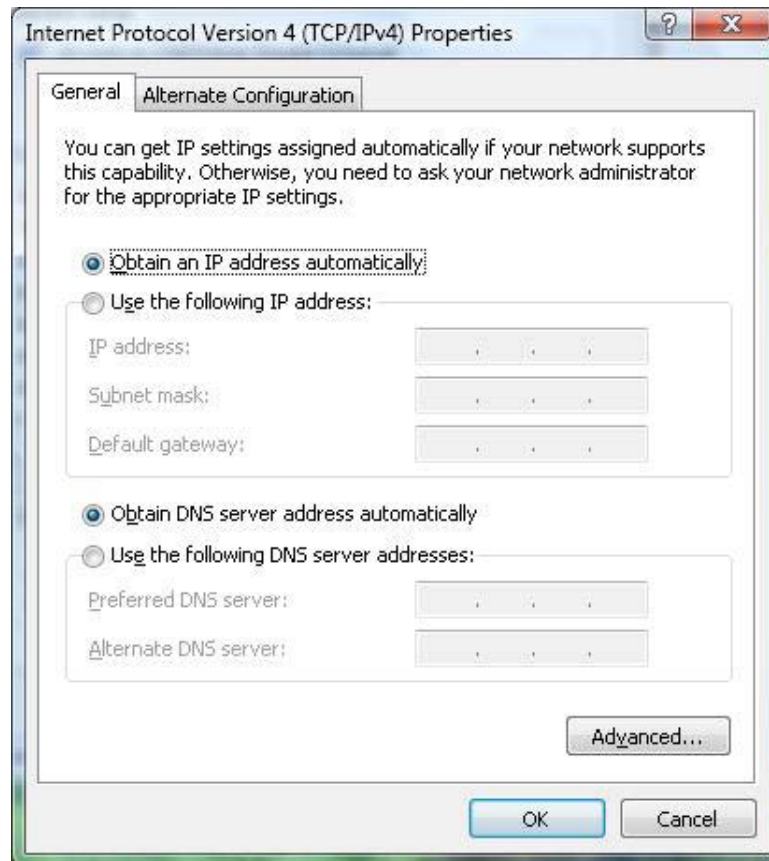 Internet Protocol Version 4 (TCP/IPv4) Properties
General
Alternate Configuration
You can get IP settings assigned automatically if your network supports
this capability. Otherwise, you need to ask your network administrator
for the appropriate IP settings.
Obtain an IP address automatically
Use the following IP address:
IP address:
Subnet mask:
Default gateway:
Obtain DNS server address automatically
Use the following DNS server addresses:
Preferred DNS server:
Alternate DNS server:
Advanced...
OK
Cancel